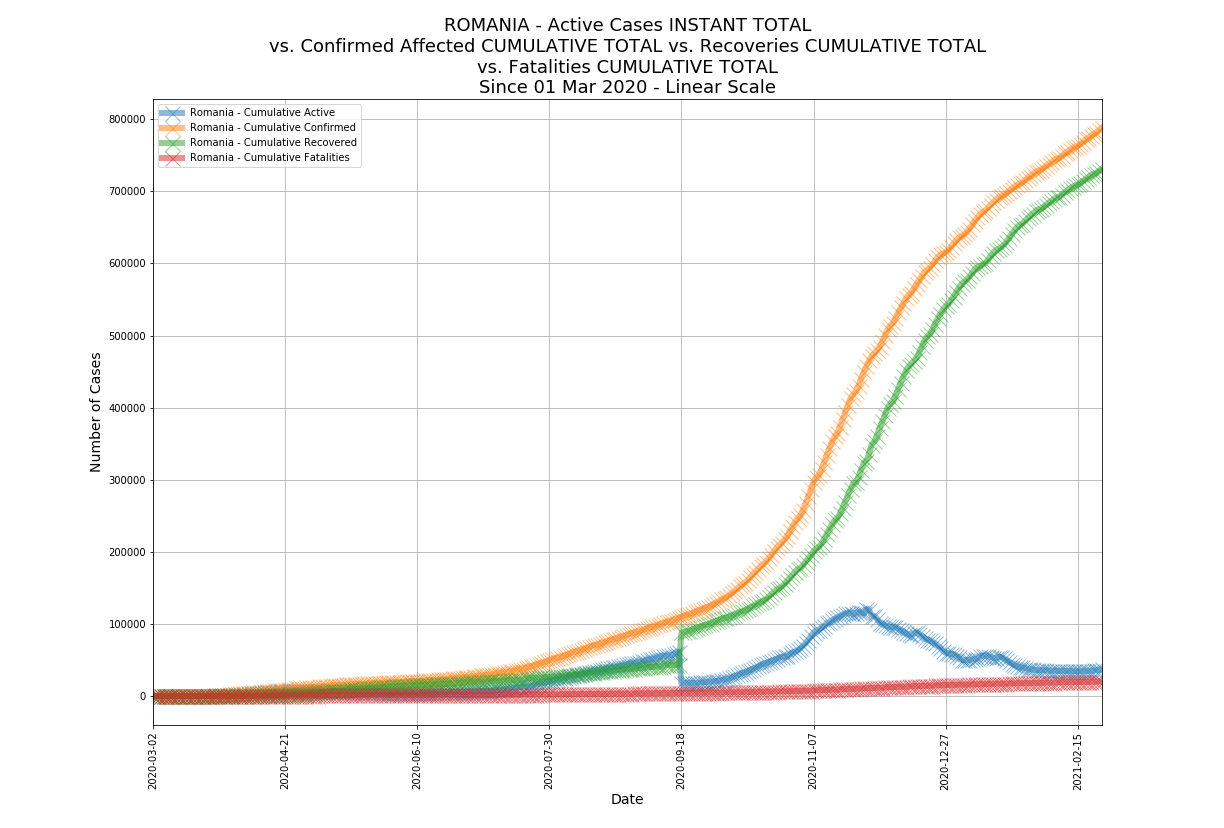 ROMANIA - Active Cases INSTANT TOTAL
vs. Confirmed Affected CUMULATIVE TOTAL vs. Recoveries CUMULATIVE TOTAL
vs. Fatalities CUMULATIVE TOTAL
Since 01 Mar 2020 - Linear Scale
Romania - Cumulative Active
Romania - Cumulative Confirmed
Romania - Cumulative Recovered
Romania - Cumulative Fatalities
800000
700000
600000
500000
400000
300000
200000
100000
0
Number of Cases
2020-03-02
2020-04-21
2020-06-10
2020-07-30
2020-09-18
2020-11-07
2020-12-27
2021-02-15
Date